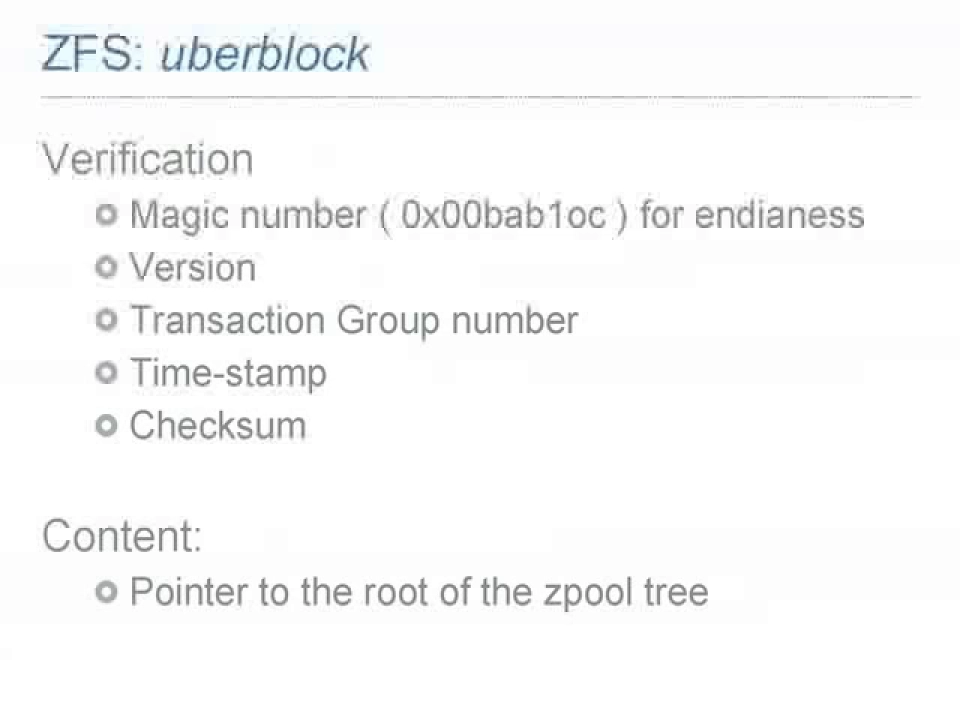 ZFS: uberblock
Verification
Magic number ( 0x00bab1oc ) for endianess
Version
Transaction Group number
Time-stamp
Checksum
Content:
Pointer to the root of the zpool tree